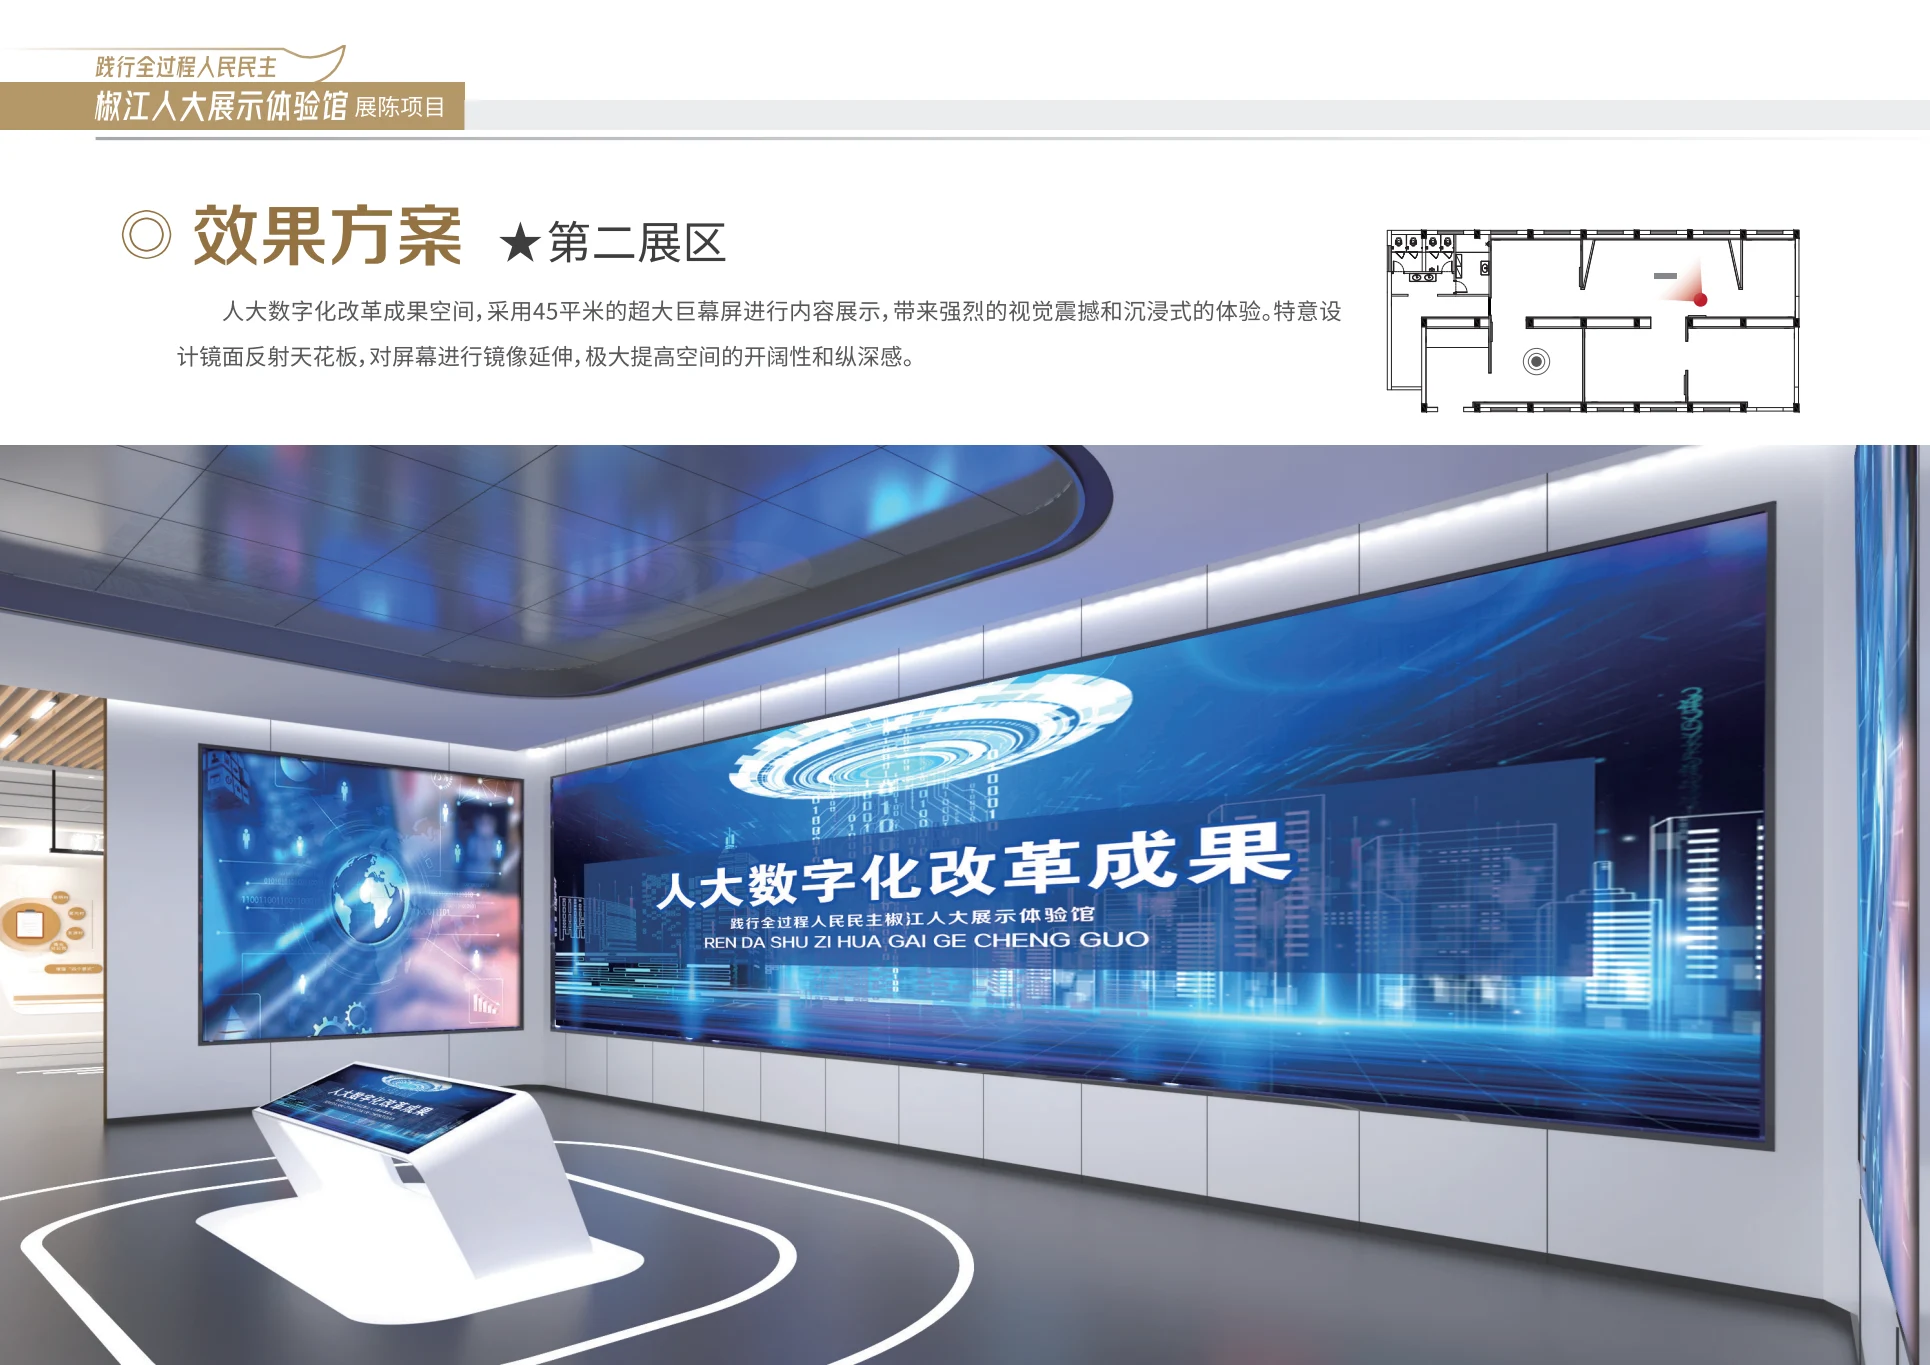 践行全过程人民民主
椒江人大展示体验馆 展陈项目
效果方案 ★第二展区
人大数字化改革成果空间，采用45平米的超大巨幕屏进行内容展示，带来强烈的视觉震撼和沉浸式的体验。特意设
计镜面反射天花板，对屏幕进行镜像延伸，极大提高空间的开阔性和纵深感。
人大数字化改革成果
践行全过程人民民主椒江人大展示体验馆
REN DA SHU ZI HUA GAI GE CHENG GUO
人大数字化改革成果